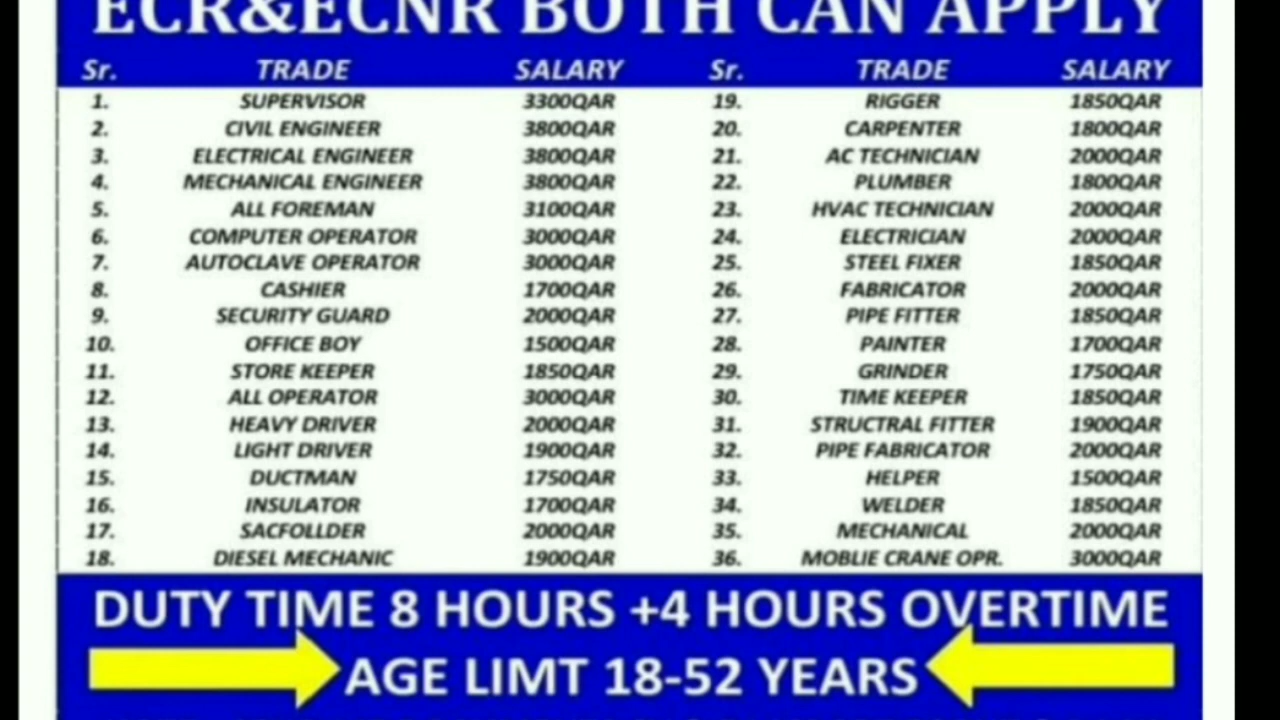 ECR&ECNR BOTH CAN APPLY
Sr. TRADE SALARY Sr. TRADE SALARY
1. SUPERVISOR 3300QAR 19. RIGGER 1850QAR
2. CIVIL ENGINEER 3800QAR 20. CARPENTER 1800QAR
3. ELECTRICAL ENGINEER 3800QAR 21. AC TECHNICIAN 2000QAR
4. MECHANICAL ENGINEER 3800QAR 22. PLUMBER 1800QAR
5. ALL FOREMAN 3100QAR 23. HVAC TECHNICIAN 2000QAR
6. COMPUTER OPERATOR 3000QAR 24. ELECTRICIAN 2000QAR
7. AUTOCLAVE OPERATOR 3000QAR 25. STEEL FIXER 1850QAR
8. CASHIER 1700QAR 26. FABRICATOR 2000QAR
9. SECURITY GUARD 2000QAR 27. PIPE FITTER 1850QAR
10. OFFICE BOY 1500QAR 28. PAINTER 1700QAR
11. STORE KEEPER 1850QAR 29. GRINDER 1750QAR
12. ALL OPERATOR 3000QAR 30. TIME KEEPER 1850QAR
13. HEAVY DRIVER 2000QAR 31. STRUCTRAL FITTER 1900QAR
14. LIGHT DRIVER 1900QAR 32. PIPE FABRICATOR 2000QAR
15. DUCTMAN 1750QAR 33. HELPER 1500QAR
16. INSULATOR 1700QAR 34. WELDER 1850QAR
17. SACFOLLDER 2000QAR 35. MECHANICAL 2000QAR
18. DIESEL MECHANIC 1900QAR 36. MOBLIE CRANE OPR. 3000QAR
DUTY TIME 8 HOURS +4 HOURS OVERTIME
AGE LIMT 18-52 YEARS